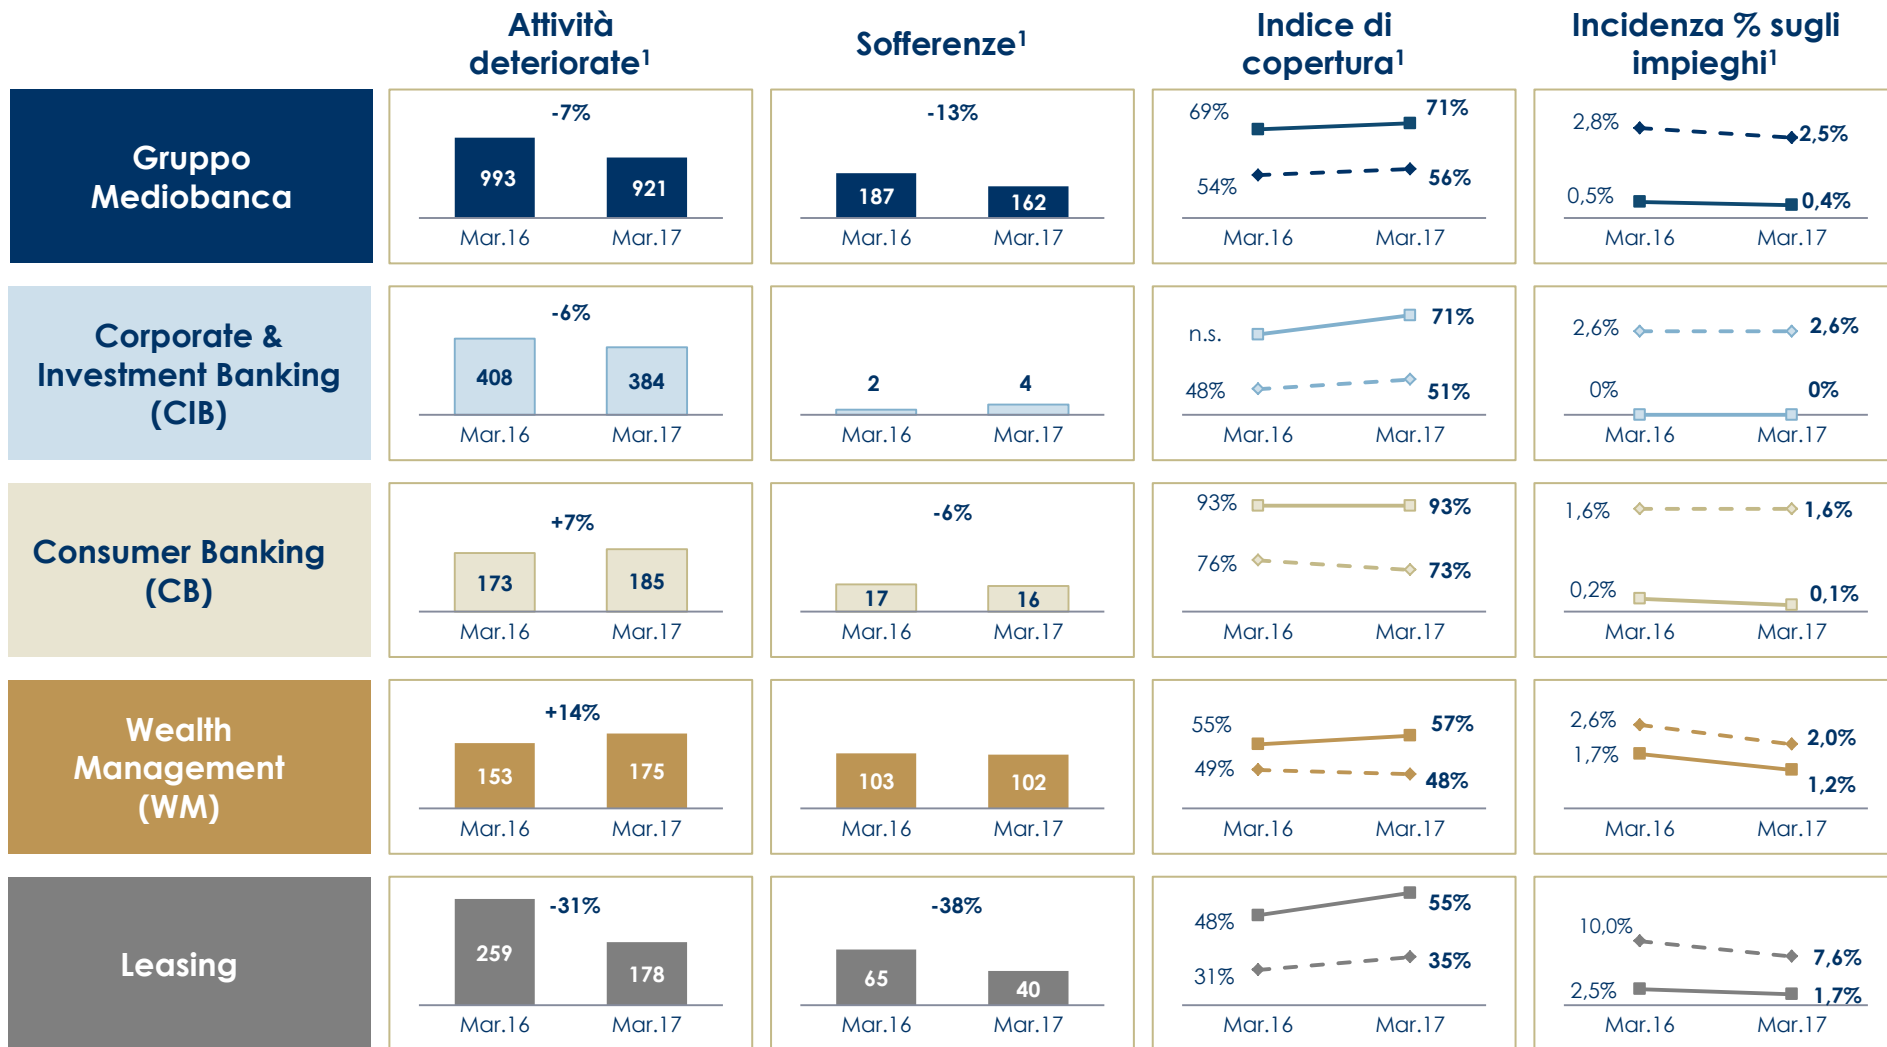 Attività
deteriorate1
Sofferenze1
Indice di
copertura1
Incidenza % sugli
impieghi1
Gruppo
Mediobanca
-7%
993
921
Mar.16
Mar.17
-13%
187
162
Mar.16
Mar.17
69%
71%
54%
56%
Mar.16
Mar.17
2,8%
2,5%
0,5%
0,4%
Mar.16
Mar.17
Corporate &
Investment Banking
(CIB)
-6%
408
384
Mar.16
Mar.17
2
4
Mar.16
Mar.17
n.s.
71%
48%
51%
Mar.16
Mar.17
2,6%
2,6%
0%
0%
Mar.16
Mar.17
Consumer Banking
(CB)
+7%
173
185
Mar.16
Mar.17
-6%
17
16
Mar.16
Mar.17
93%
93%
76%
73%
Mar.16
Mar.17
1,6%
1,6%
0,2%
0,1%
Mar.16
Mar.17
Wealth
Management
(WM)
+14%
153
175
Mar.16
Mar.17
103
102
Mar.16
Mar.17
55%
57%
49%
48%
Mar.16
Mar.17
2,6%
2,0%
1,7%
1,2%
Mar.16
Mar.17
Leasing
-31%
259
178
Mar.16
Mar.17
-38%
65
40
Mar.16
Mar.17
48%
55%
31%
35%
Mar.16
Mar.17
10,0%
7,6%
2,5%
1,7%
Mar.16
Mar.17